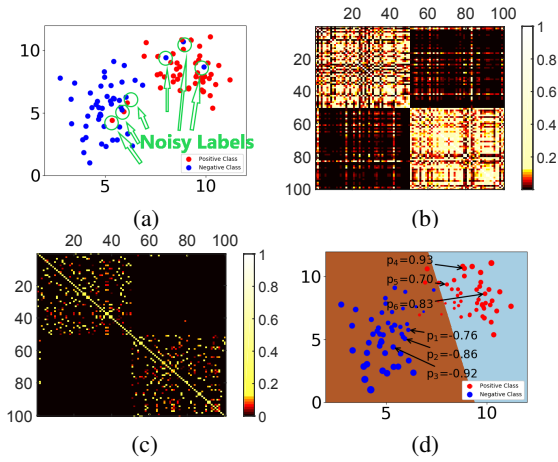 10
5
0
5
10
Noisy Labels
Positive Class
Negative Class
(a)
20 40 60 80 100
20
40
60
80
100
1
0.8
0.6
0.4
0.2
(b)
20 40 60 80 100
20
40
60
80
100
1
0.8
0.6
0.4
0.2
0
(c)
10
5
0
5
10
p4=0.93
p5=0.70
p6=0.83
p1=-0.76
p2=-0.86
p3=-0.92
Positive Class
Negative Class
(d)